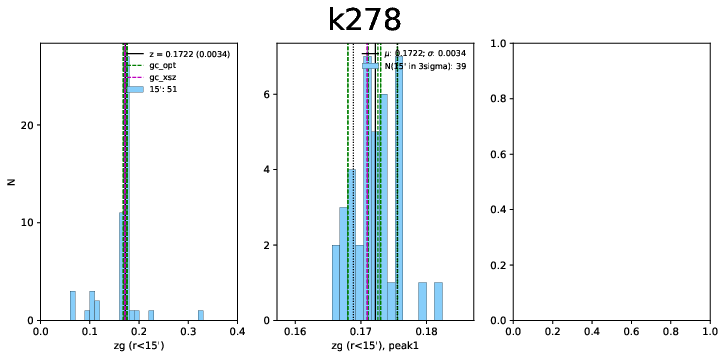 k278
z = 0.1722 (0.0034)
gc_opt
gc_xsz
15': 51
N
20
10
0
0.0 0.1 0.2 0.3 0.4
zg (r<15')
μ: 0.1722; σ: 0.0034
N(15' in 3sigma): 39
6
4
2
0
0.16 0.17 0.18
zg (r<15'), peak1
1.0
0.8
0.6
0.4
0.2
0.0
0.0 0.2 0.4 0.6 0.8 1.0